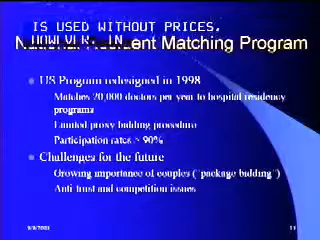 IS USED WITHOUT PRICES.
HOWEVER, IN
National Resident Matching Program
US Program redesigned in 1998
Matches 20,000 doctors per year to hospital residency
programs
Limited proxy bidding procedure
Participation rates > 90%
Challenges for the future
Growing importance of couples ("package bidding")
Anti-trust and competition issues
11